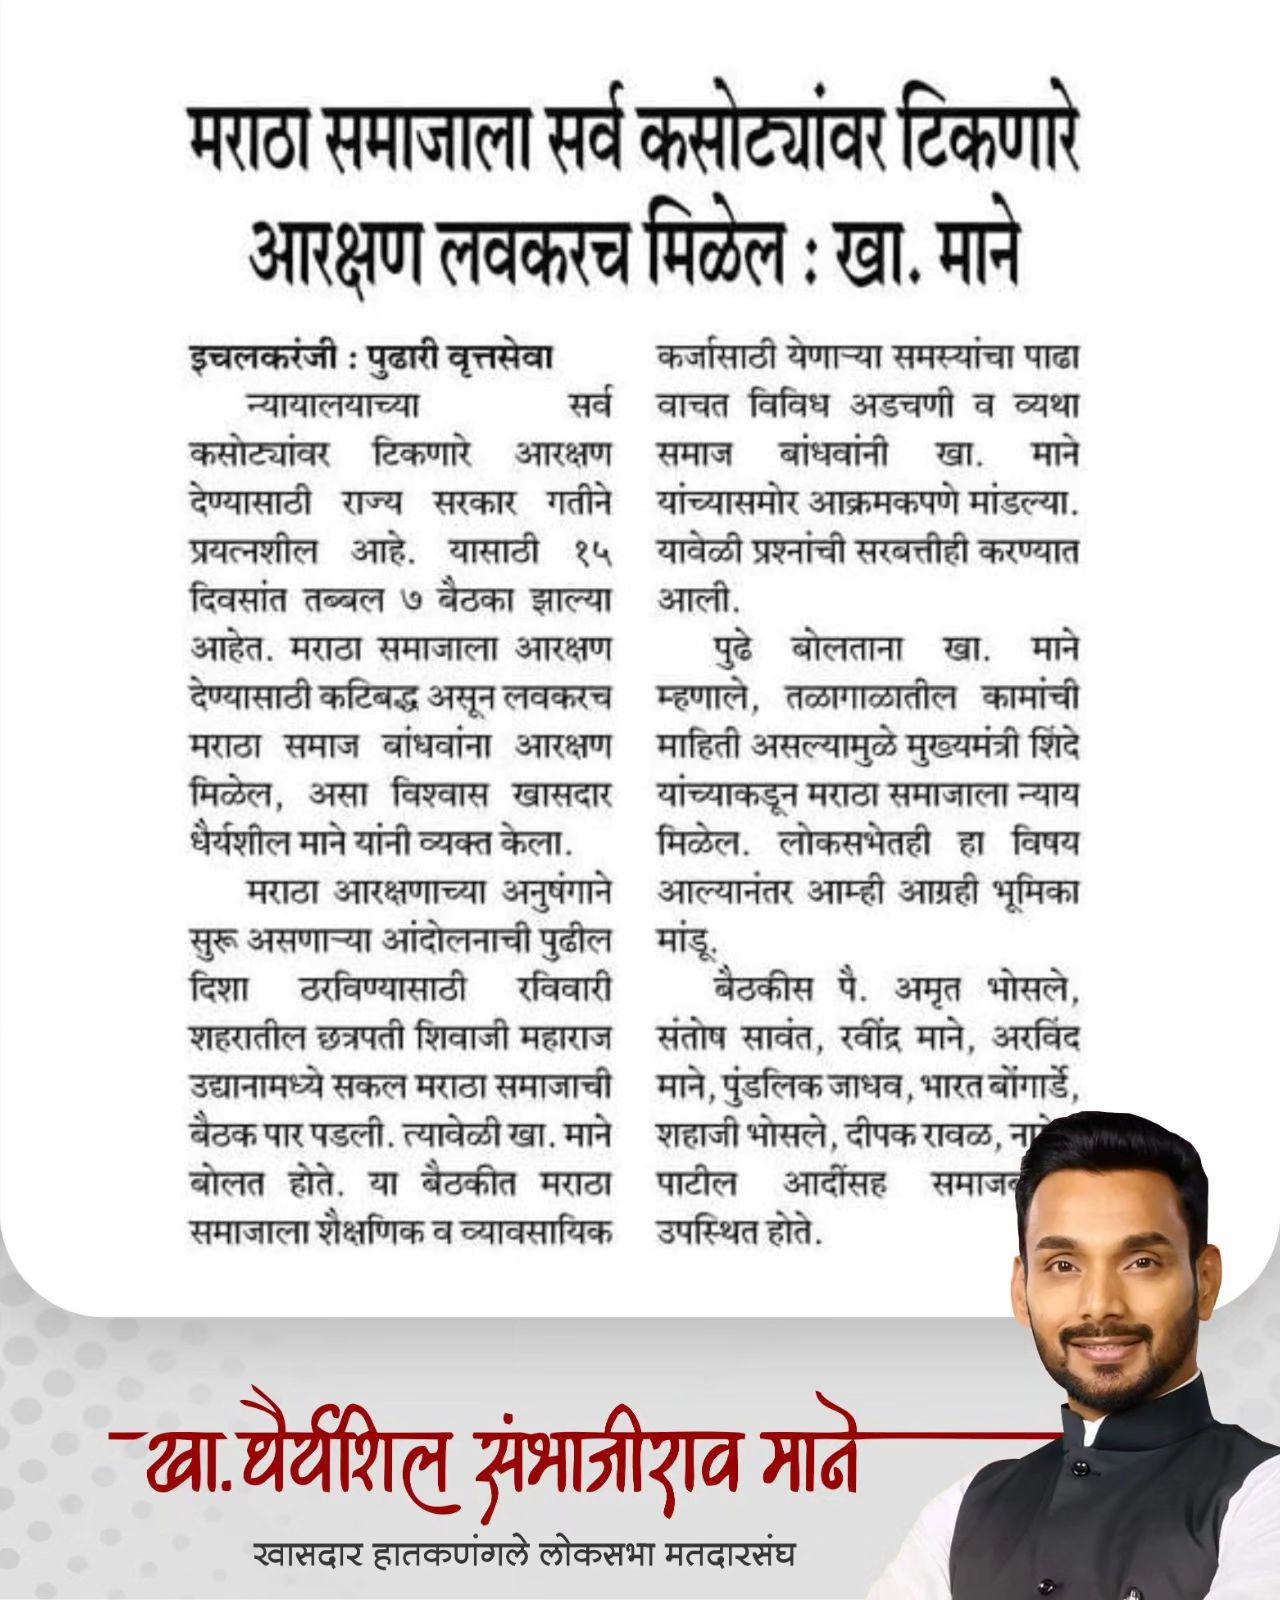 मराठा समाजाला सर्व कसोट्यांवर टिकणारे
आरक्षण लवकरच मिळेल : खा. माने
इचलकरंजी : पुढारी वृत्तसेवा
न्यायालयाच्या सर्व
कसोट्यांवर टिकणारे आरक्षण
देण्यासाठी राज्य सरकार गतीने
प्रयत्नशील आहे. यासाठी १५
दिवसांत तब्बल ७ बैठका झाल्या
आहेत. मराठा समाजाला आरक्षण
देण्यासाठी कटिबद्ध असून लवकरच
मराठा समाज बांधवांना आरक्षण
मिळेल, असा विश्वास खासदार
धैर्यशील माने यांनी व्यक्त केला.
मराठा आरक्षणाच्या अनुषंगाने
सुरू असणाऱ्या आंदोलनाची पुढील
दिशा ठरविण्यासाठी रविवारी
शहरातील छत्रपती शिवाजी महाराज
उद्यानामध्ये सकल मराठा समाजाची
बैठक पार पडली. त्यावेळी खा. माने
बोलत होते. या बैठकीत मराठा
समाजाला शैक्षणिक व व्यावसायिक
कर्जासाठी येणाऱ्या समस्यांचा पाढा
वाचत विविध अडचणी व व्यथा
समाज बांधवांनी खा. माने
यांच्यासमोर आक्रमकपणे मांडल्या.
यावेळी प्रश्नांची सरबत्तीही करण्यात
आली.
पुढे बोलताना खा. माने
म्हणाले, तळागाळातील कामांची
माहिती असल्यामुळे मुख्यमंत्री शिंदे
यांच्याकडून मराठा समाजाला न्याय
मिळेल. लोकसभेतही हा विषय
आल्यानंतर आम्ही आग्रही भूमिका
मांडू.
बैठकीस पै. अमृत भोसले,
संतोष सावंत, रवींद्र माने, अरविंद
माने, पुंडलिक जाधव, भारत बोंगार्डे,
शहाजी भोसले, दीपक रावळ,
पाटील आदींसह
उपस्थित होते.
खा. धैर्यशिल संभाजीराव माने
खासदार हातकणंगले लोकसभा मतदारसंघ